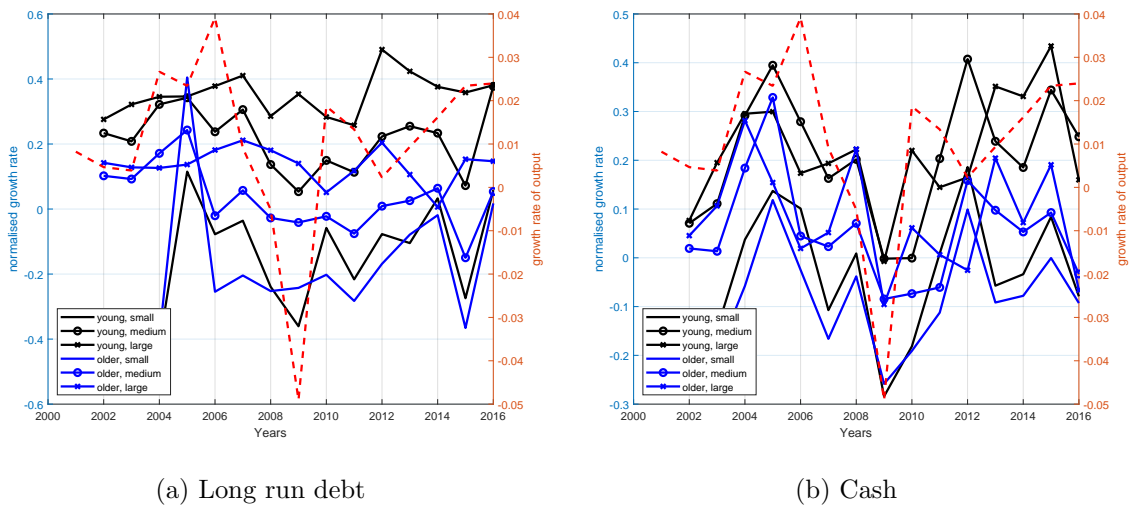 0.6
0.4
0.2
0
-0.2
-0.4
-0.6
normalised growth rate
0.04
0.03
0.02
0.01
0
-0.01
-0.02
-0.03
-0.04
-0.05
growth rate of output
young, small
young, medium
young, large
older, small
older, medium
older, large
2000 2002 2004 2006 2008 2010 2012 2014 2016
Years
(a) Long run debt
0.5
0.4
0.3
0.2
0.1
0
-0.1
-0.2
-0.3
normalised growth rate
0.04
0.03
0.02
0.01
0
-0.01
-0.02
-0.03
-0.04
-0.05
growth rate of output
young, small
young, medium
young, large
older, small
older, medium
older, large
2000 2002 2004 2006 2008 2010 2012 2014 2016
Years
(b) Cash